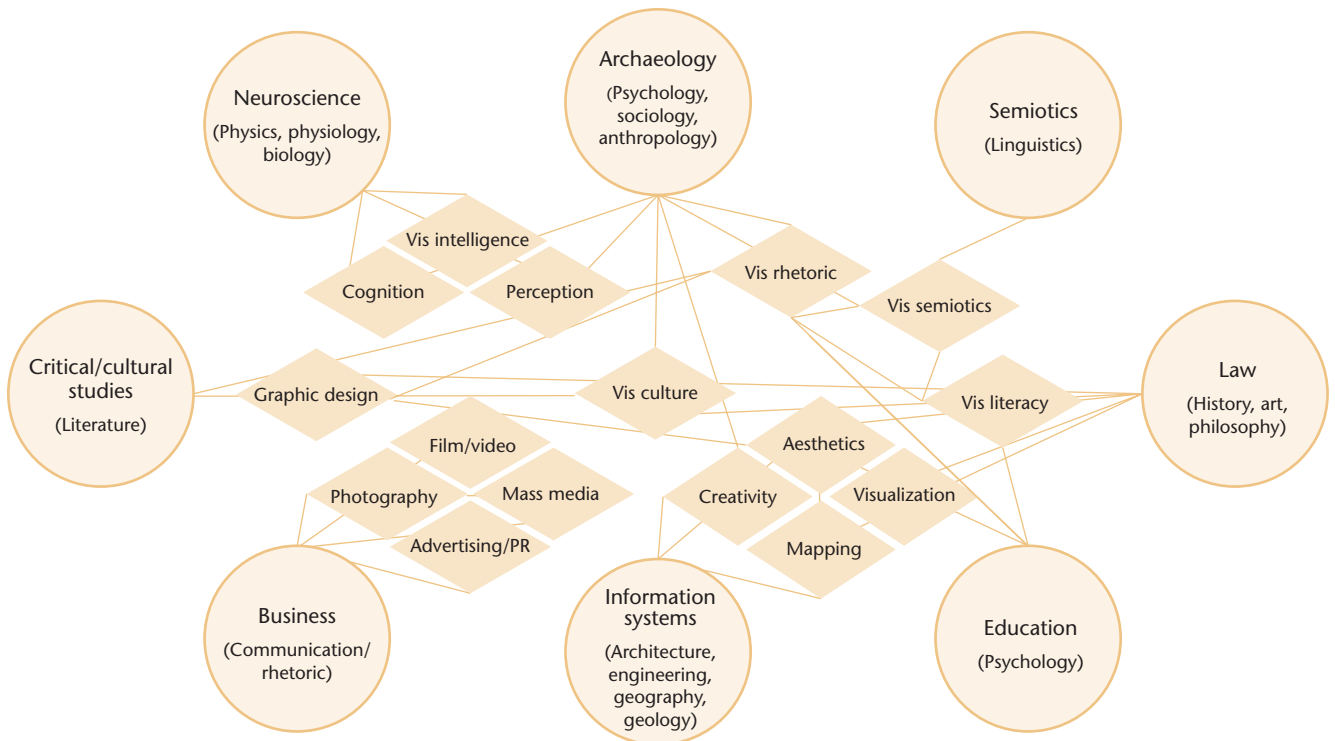 Archaeology
(Psychology,
sociology,
anthropology)
Neuroscience
(Physics, physiology,
biology)
Semiotics
(Linguistics)
Vis intelligence
Vis rhetoric
Cognition
Perception
Vis semiotics
Critical/cultural
studies
(Literature)
Graphic design
Vis culture
Vis literacy
Law
(History, art,
philosophy)
Film/video
Aesthetics
Photography
Mass media
Creativity
Visualization
Advertising/PR
Mapping
Business
(Communication/
rhetoric)
Information
systems
(Architecture,
engineering,
geography,
geology)
Education
(Psychology)